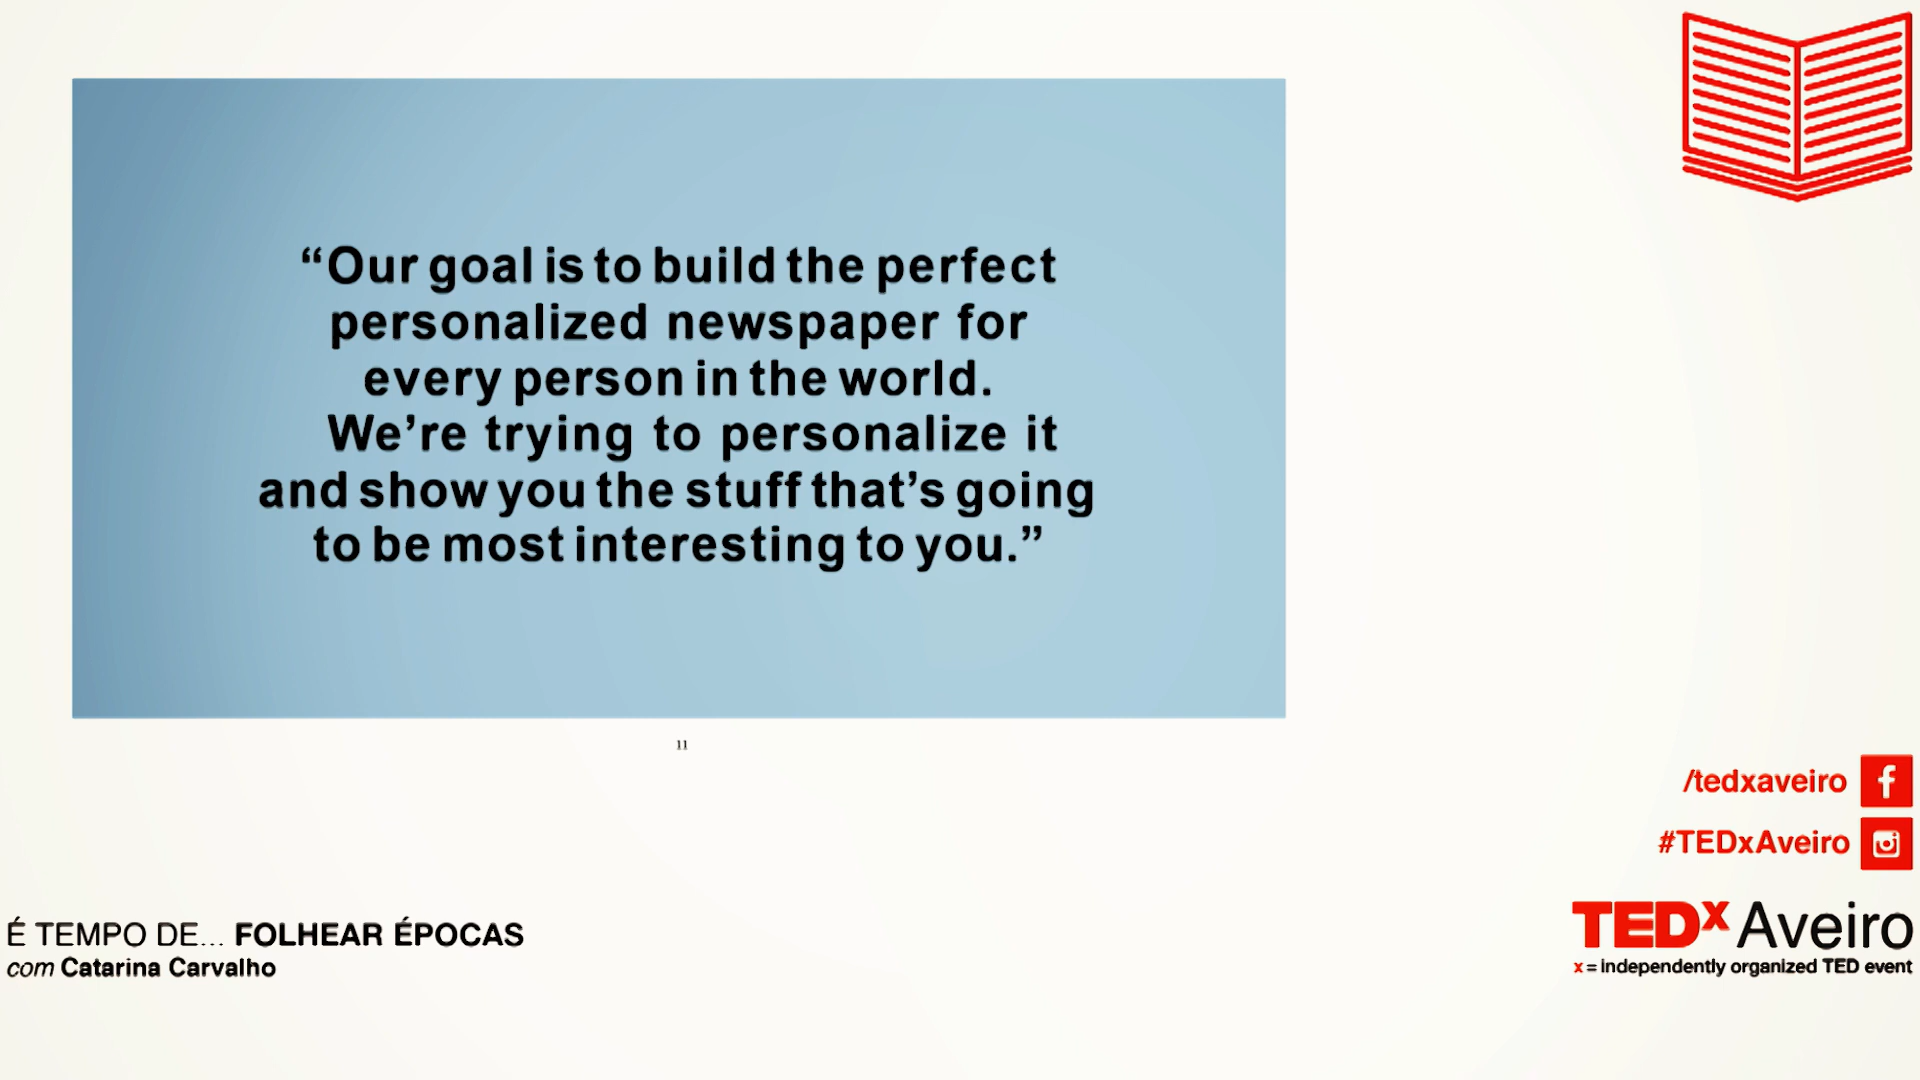 “Our goal is to build the perfect
personalized newspaper for
every person in the world.
We’re trying to personalize it
and show you the stuff that’s going
to be most interesting to you.”
11
/tedxaveiro
#TEDxAveiro
É TEMPO DE... FOLHEAR ÉPOCAS
com Catarina Carvalho
TEDx Aveiro
x = independently organized TED event